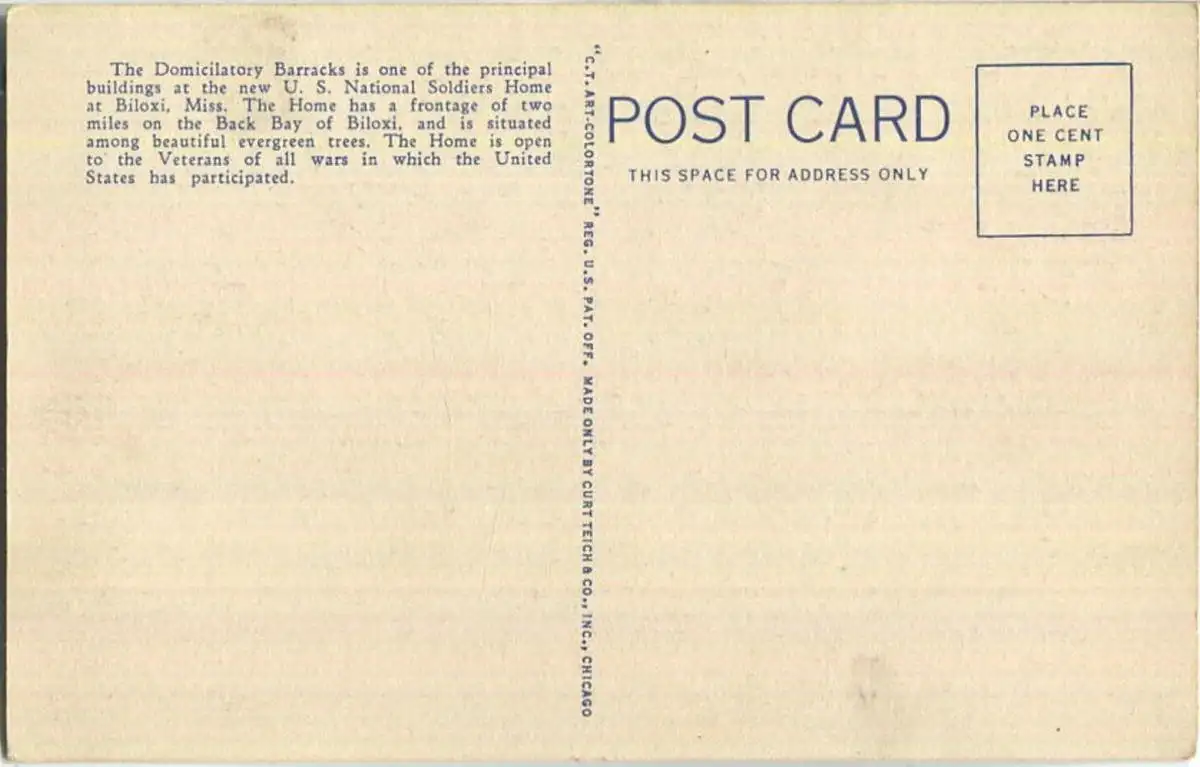 The Domicilatory Barracks is one of the principal
buildings at the new U. S. National Soldiers Home
at Biloxi, Miss. The Home has a frontage of two
miles on the Back Bay of Biloxi, and is situated
among beautiful evergreen trees. The Home is open
to the Veterans of all wars in which the United
States has participated.
"C.T. ART-COLORTONE" REG. U.S. PAT. OFF. MADE ONLY BY CURT TEICH & CO., INC., CHICAGO
POST CARD
THIS SPACE FOR ADDRESS ONLY
PLACE
ONE CENT
STAMP
HERE